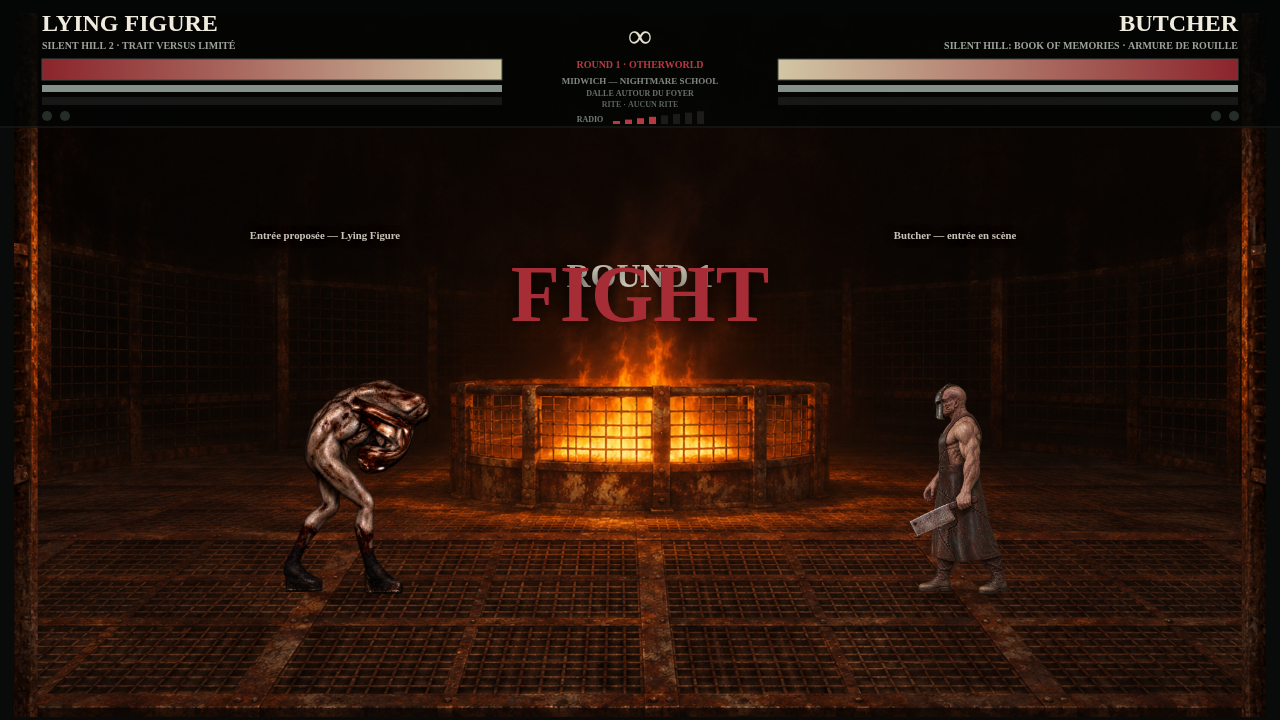 LYING FIGURE
SILENT HILL 2 · TRAIT VERSUS LIMITÉ
∞
ROUND 1 · OTHERWORLD
MIDWICH — NIGHTMARE SCHOOL
DALLE AUTOUR DU FOYER
RITE · AUCUN RITE
RADIO
BUTCHER
SILENT HILL: BOOK OF MEMORIES · ARMURE DE ROUILLE
Entrée proposée — Lying Figure
Butcher — entrée en scène
ROUND 1
FIGHT